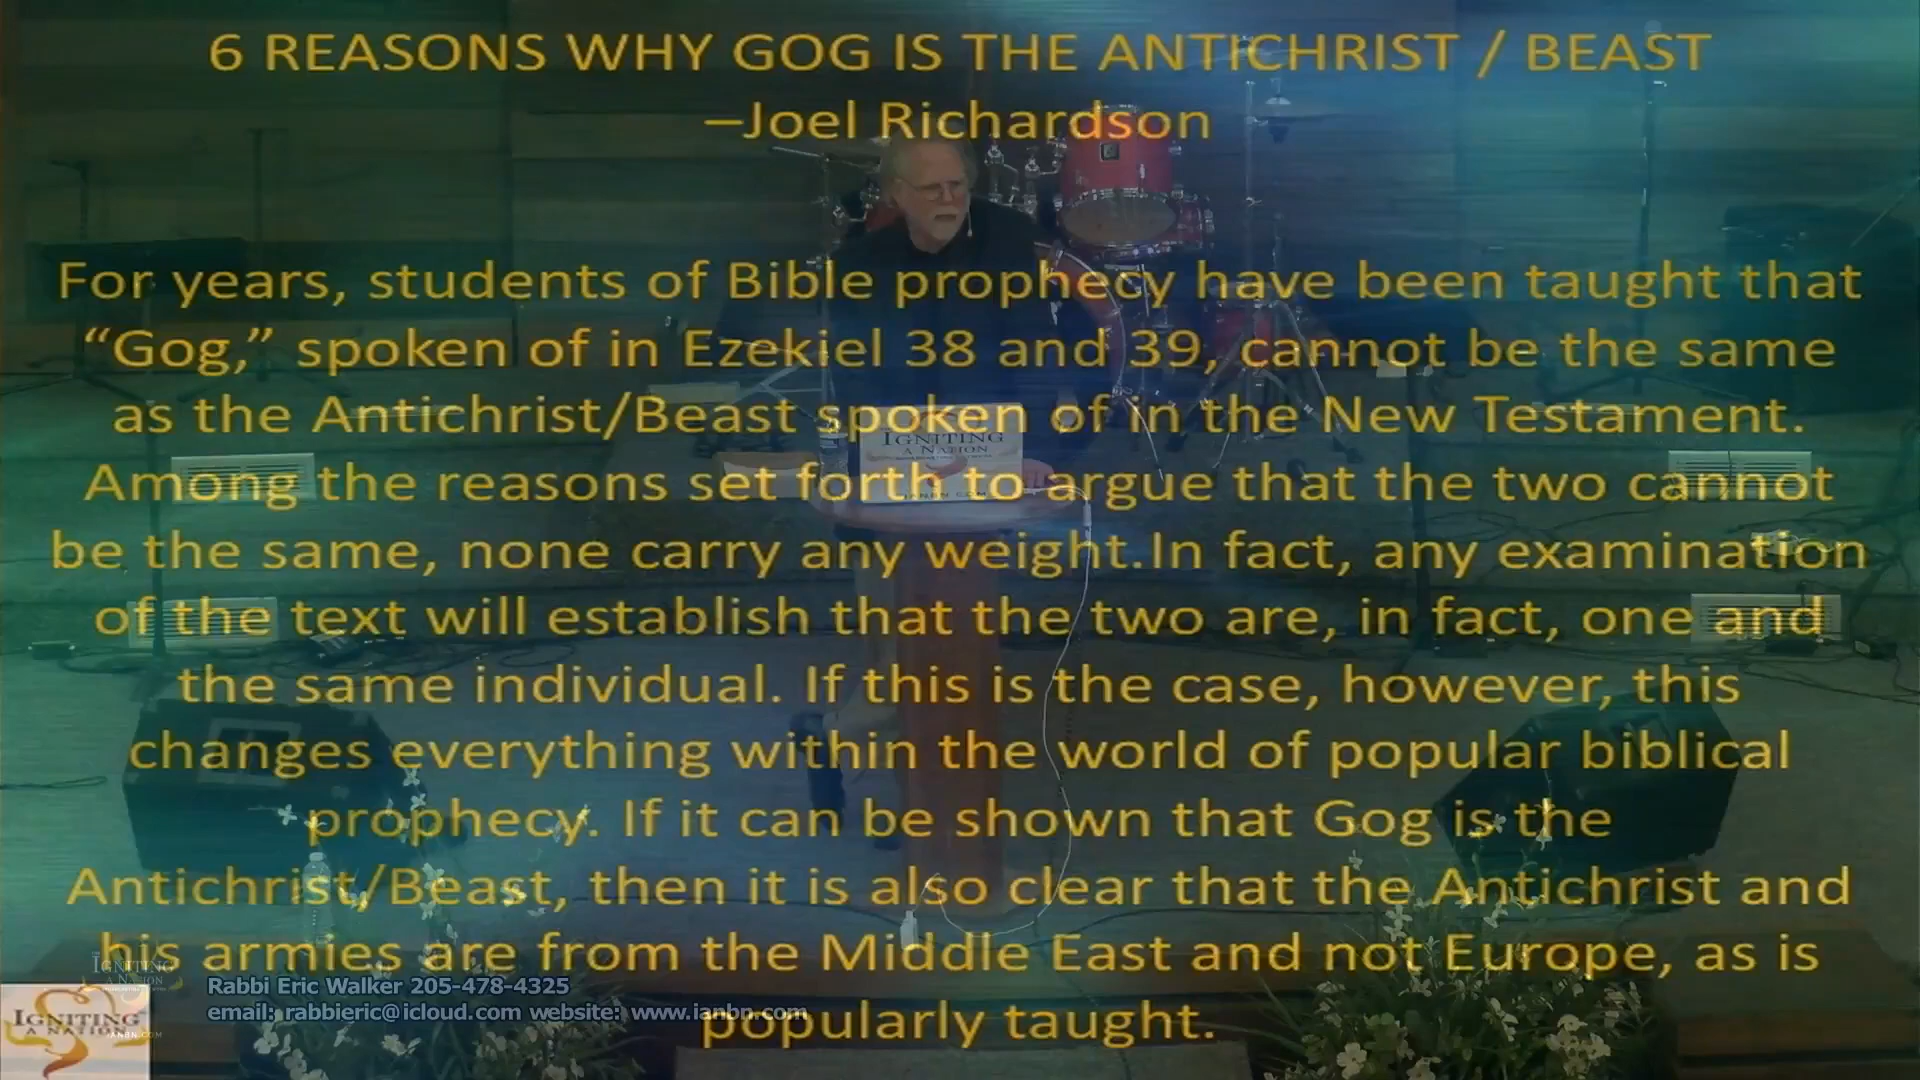 6 REASONS WHY GOG IS THE ANTICHRIST / BEAST
–Joel Richardson
For years, students of Bible prophecy have been taught that
“Gog,” spoken of in Ezekiel 38 and 39, cannot be the same
as the Antichrist/Beast spoken of in the New Testament.
Among the reasons set forth to argue that the two cannot
be the same, none carry any weight.In fact, any examination
of the text will establish that the two are, in fact, one and
the same individual. If this is the case, however, this
changes everything within the world of popular biblical
prophecy. If it can be shown that Gog is the
Antichrist/Beast, then it is also clear that the Antichrist and
his armies are from the Middle East and not Europe, as is
popularly taught.
IGNITING
A NATION
IANBN.COM
IGNITING
A NATION
Rabbi Eric Walker 205-478-4325
email: rabbieric@icloud.com website: www.ianbn.com
IGNITING
A NATION
IANBN.COM